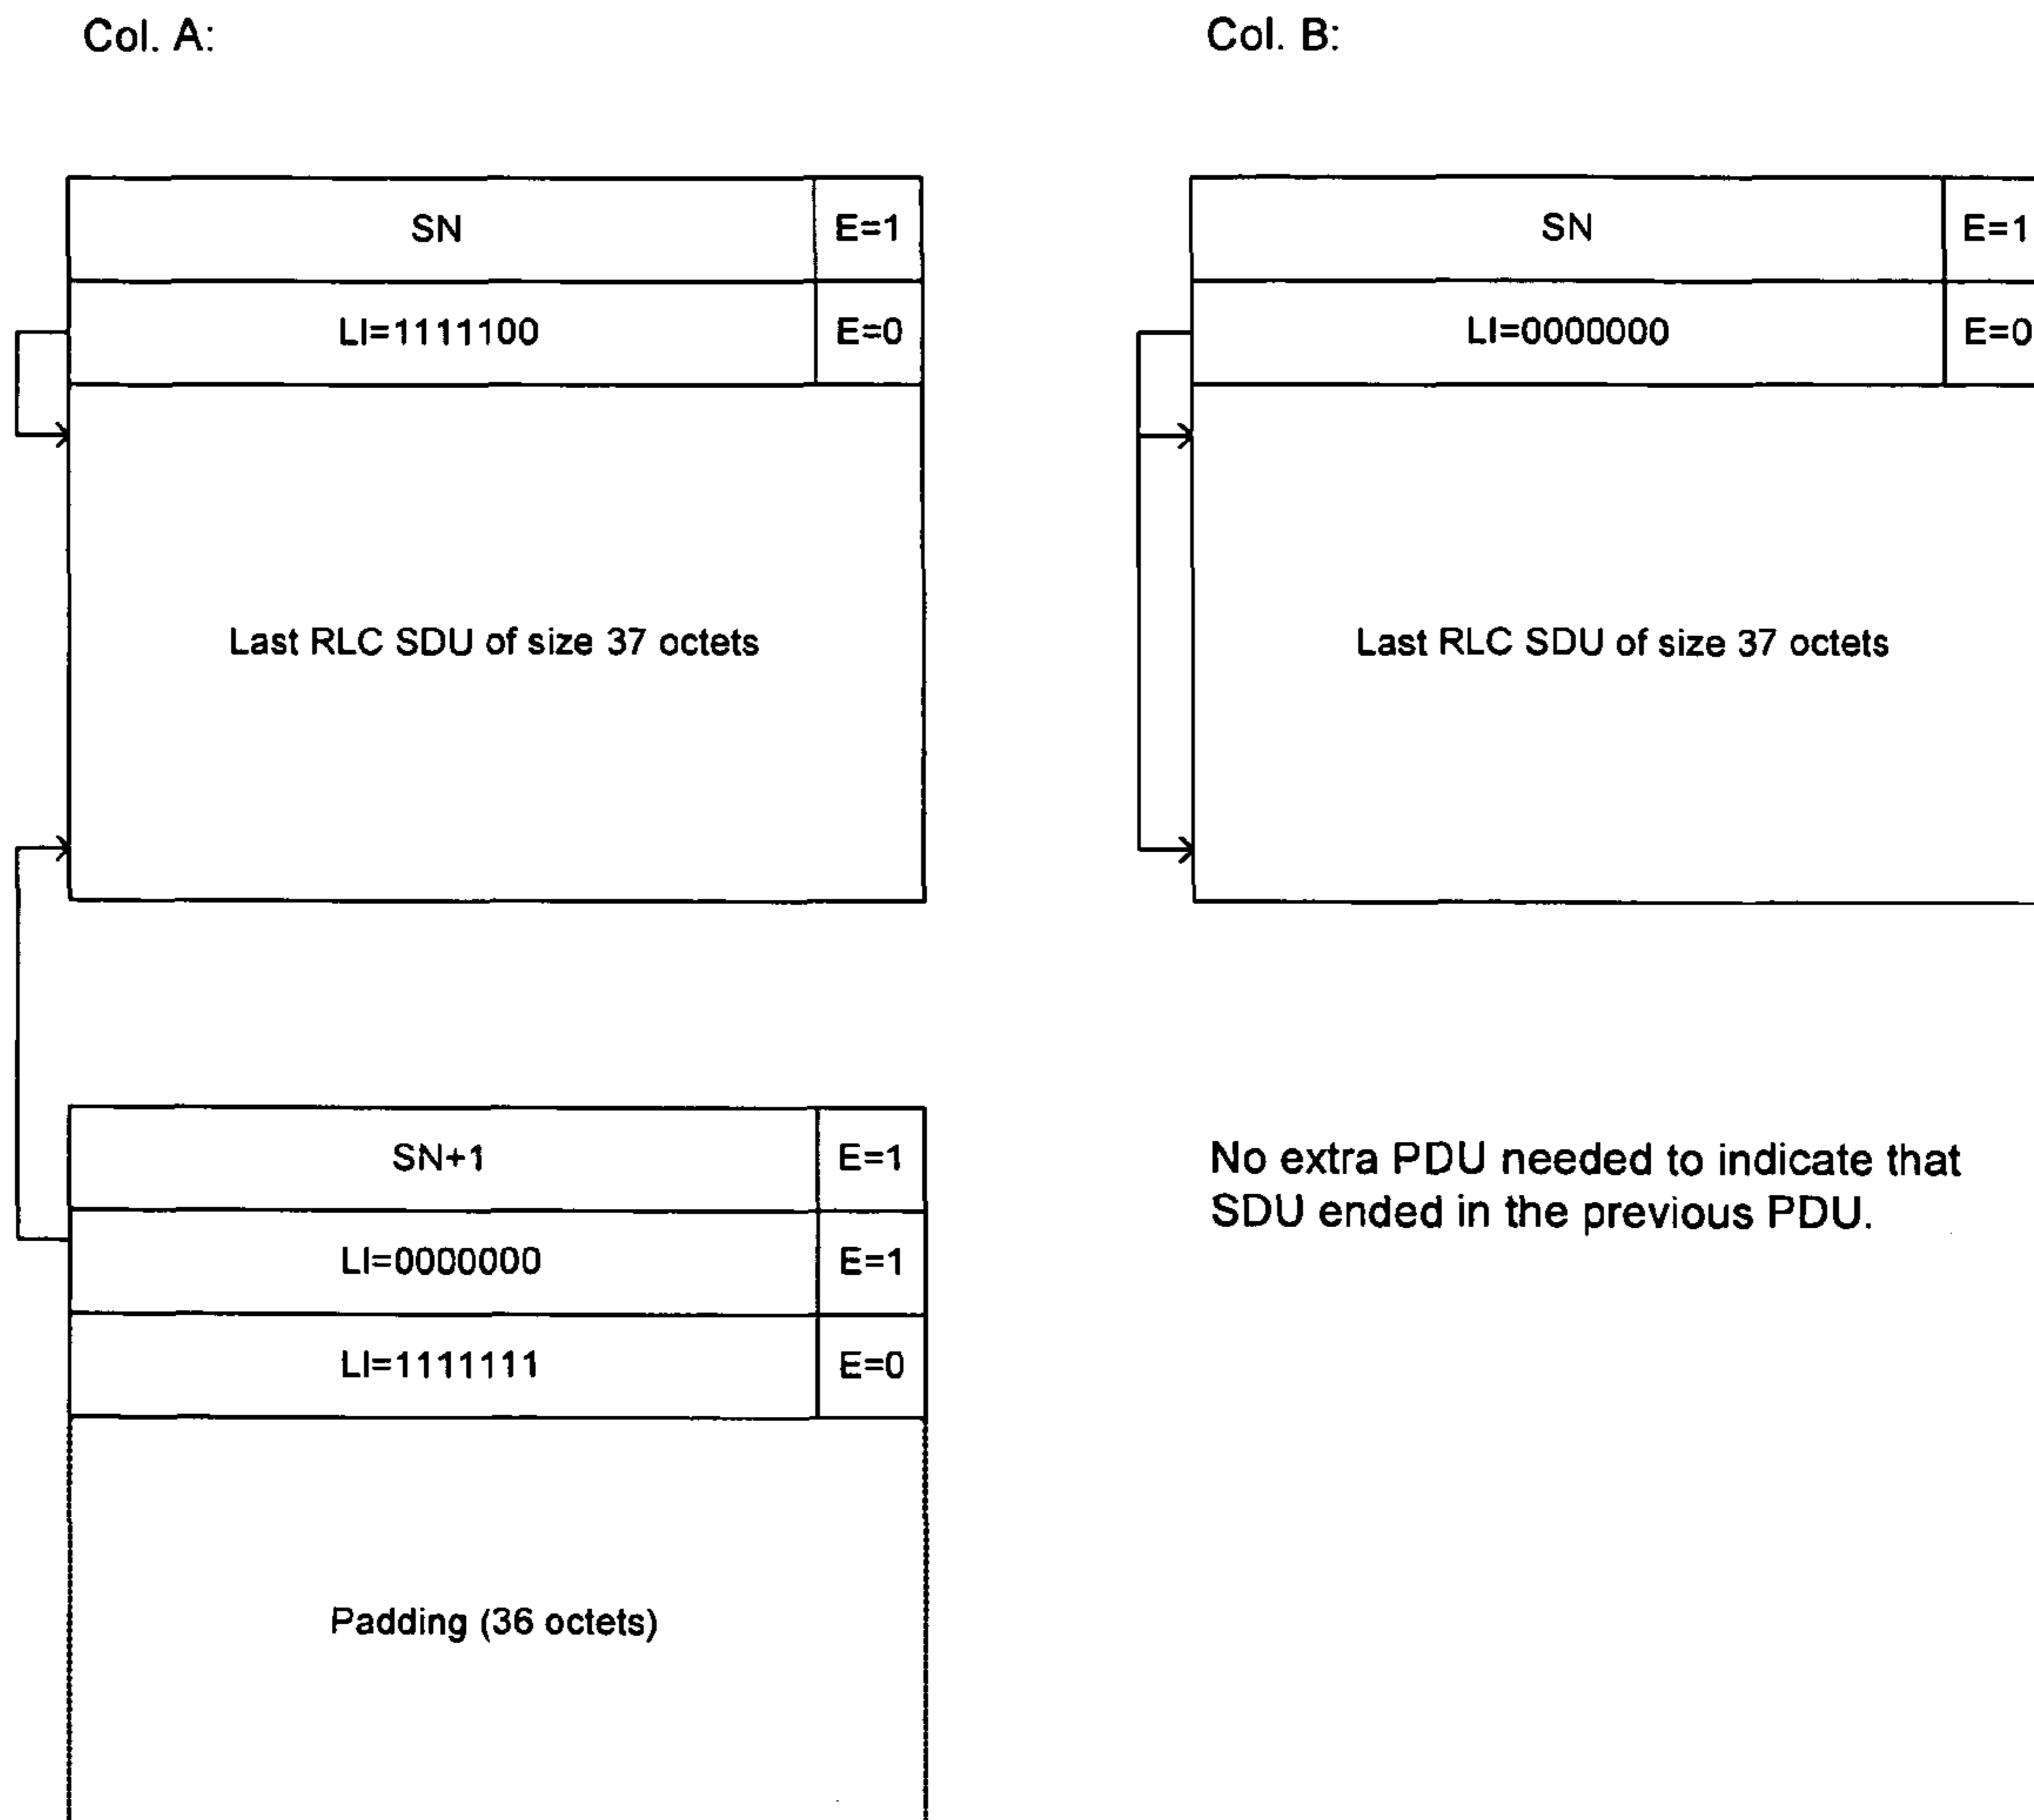 Col. A:
SN E=1
LI=1111100 E=0
Last RLC SDU of size 37 octets
SN+1 E=1
LI=0000000 E=1
LI=1111111 E=0
Padding (36 octets)
Col. B:
SN E=1
LI=0000000 E=0
Last RLC SDU of size 37 octets
No extra PDU needed to indicate that
SDU ended in the previous PDU.